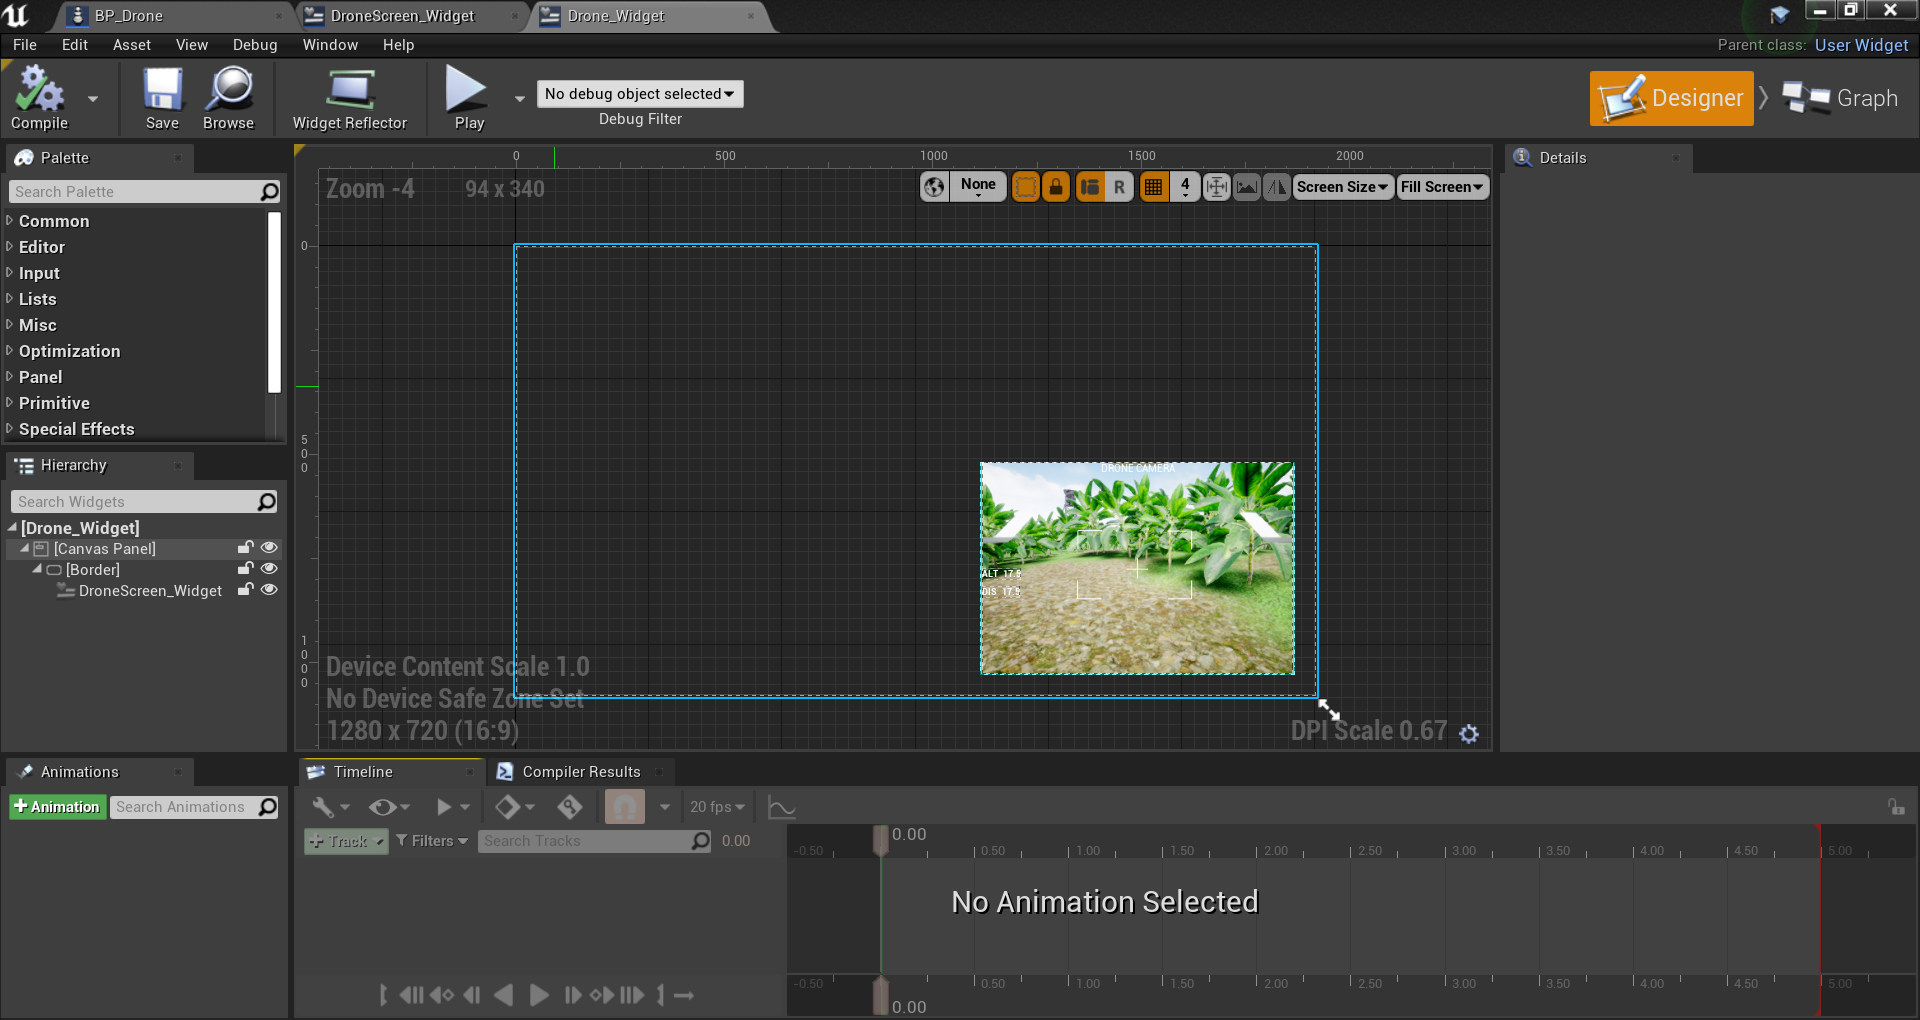 BP_Drone
DroneScreen_Widget
Drone_Widget
File Edit Asset View Debug Window Help
Parent class: User Widget
Compile
Save
Browse
Widget Reflector
Play
No debug object selected
Debug Filter
Designer
Graph
Palette
Search Palette
Common
Editor
Input
Lists
Misc
Optimization
Panel
Primitive
Special Effects
Hierarchy
Search Widgets
[Drone_Widget]
[Canvas Panel]
[Border]
DroneScreen_Widget
0 500 1000 1500 2000
Zoom -4
94 x 340
None
R
4
Screen Size
Fill Screen
0
500
1000
DRONE CAMERA
ALT 17.5
DIS 17.5
Device Content Scale 1.0
No Device Safe Zone Set
1280 x 720 (16:9)
DPI Scale 0.67
Details
Animations
+Animation
Search Animations
Timeline
Compiler Results
20 fps
+ Track
Filters
Search Tracks
0.00
0.00
-0.50 0.50 1.00 1.50 2.00 2.50 3.00 3.50 4.00 4.50 5.00
No Animation Selected
-0.50 0.50 1.00 1.50 2.00 2.50 3.00 3.50 4.00 4.50 5.00
0.00